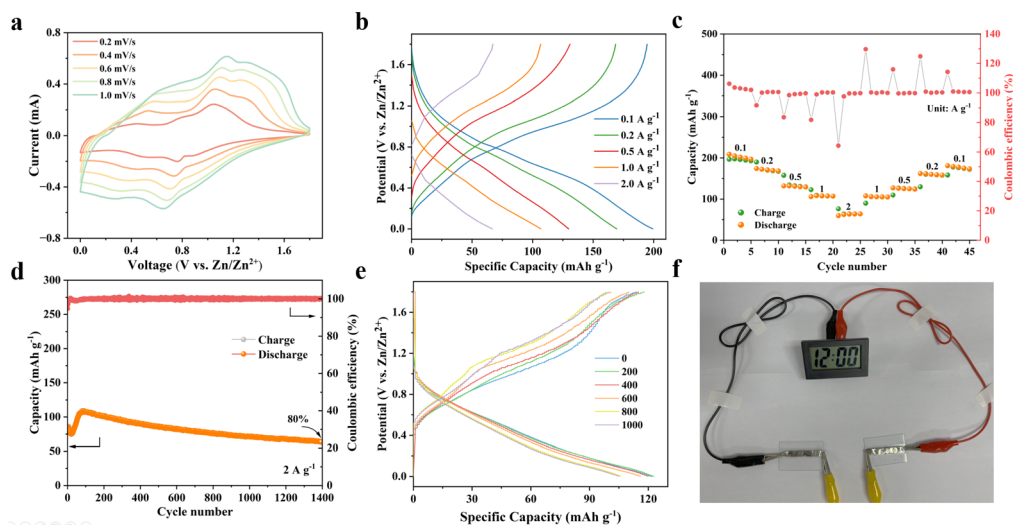 a
0.2 mV/s
0.4 mV/s
0.6 mV/s
0.8 mV/s
1.0 mV/s
0.8
0.4
0.0
−0.4
−0.8
Current (mA)
0.0 0.4 0.8 1.2 1.6
Voltage (V vs. Zn/Zn²⁺)
b
1.6
1.2
0.8
0.4
0.0
Potential (V vs. Zn/Zn²⁺)
0.1 A g⁻¹
0.2 A g⁻¹
0.5 A g⁻¹
1.0 A g⁻¹
2.0 A g⁻¹
0 50 100 150 200
Specific Capacity (mAh g⁻¹)
c
500
400
300
200
100
0
Capacity (mAh g⁻¹)
140
120
100
80
60
40
20
0
Coulombic efficiency (%)
Unit: A g⁻¹
0.1
0.2
0.5
1
2
1
0.5
0.2
0.1
Charge
Discharge
0 5 10 15 20 25 30 35 40 45
Cycle number
d
300
275
250
225
200
175
150
125
100
75
50
25
0
Capacity (mAh g⁻¹)
100
80
60
40
20
0
Coulombic efficiency (%)
Charge
Discharge
80%
2 A g⁻¹
0 200 400 600 800 1000 1200 1400
Cycle number
e
1.6
1.2
0.8
0.4
0.0
Potential (V vs. Zn/Zn²⁺)
0
200
400
600
800
1000
0 15 30 45 60 75 90 105 120
Specific Capacity (mAh g⁻¹)
f
12:00